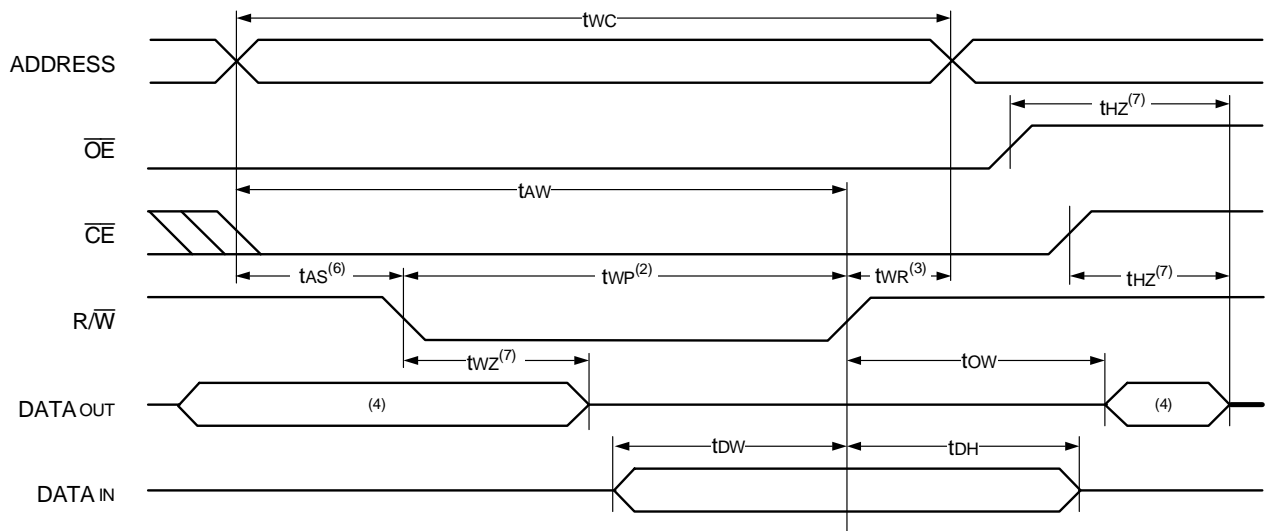 tWC
ADDRESS
tHZ(7)
OE
tAW
CE
tAS(6) tWP(2) tWR(3) tHZ(7)
R/W
tWZ(7) tOW
DATA OUT (4) (4)
tDW tDH
DATA IN